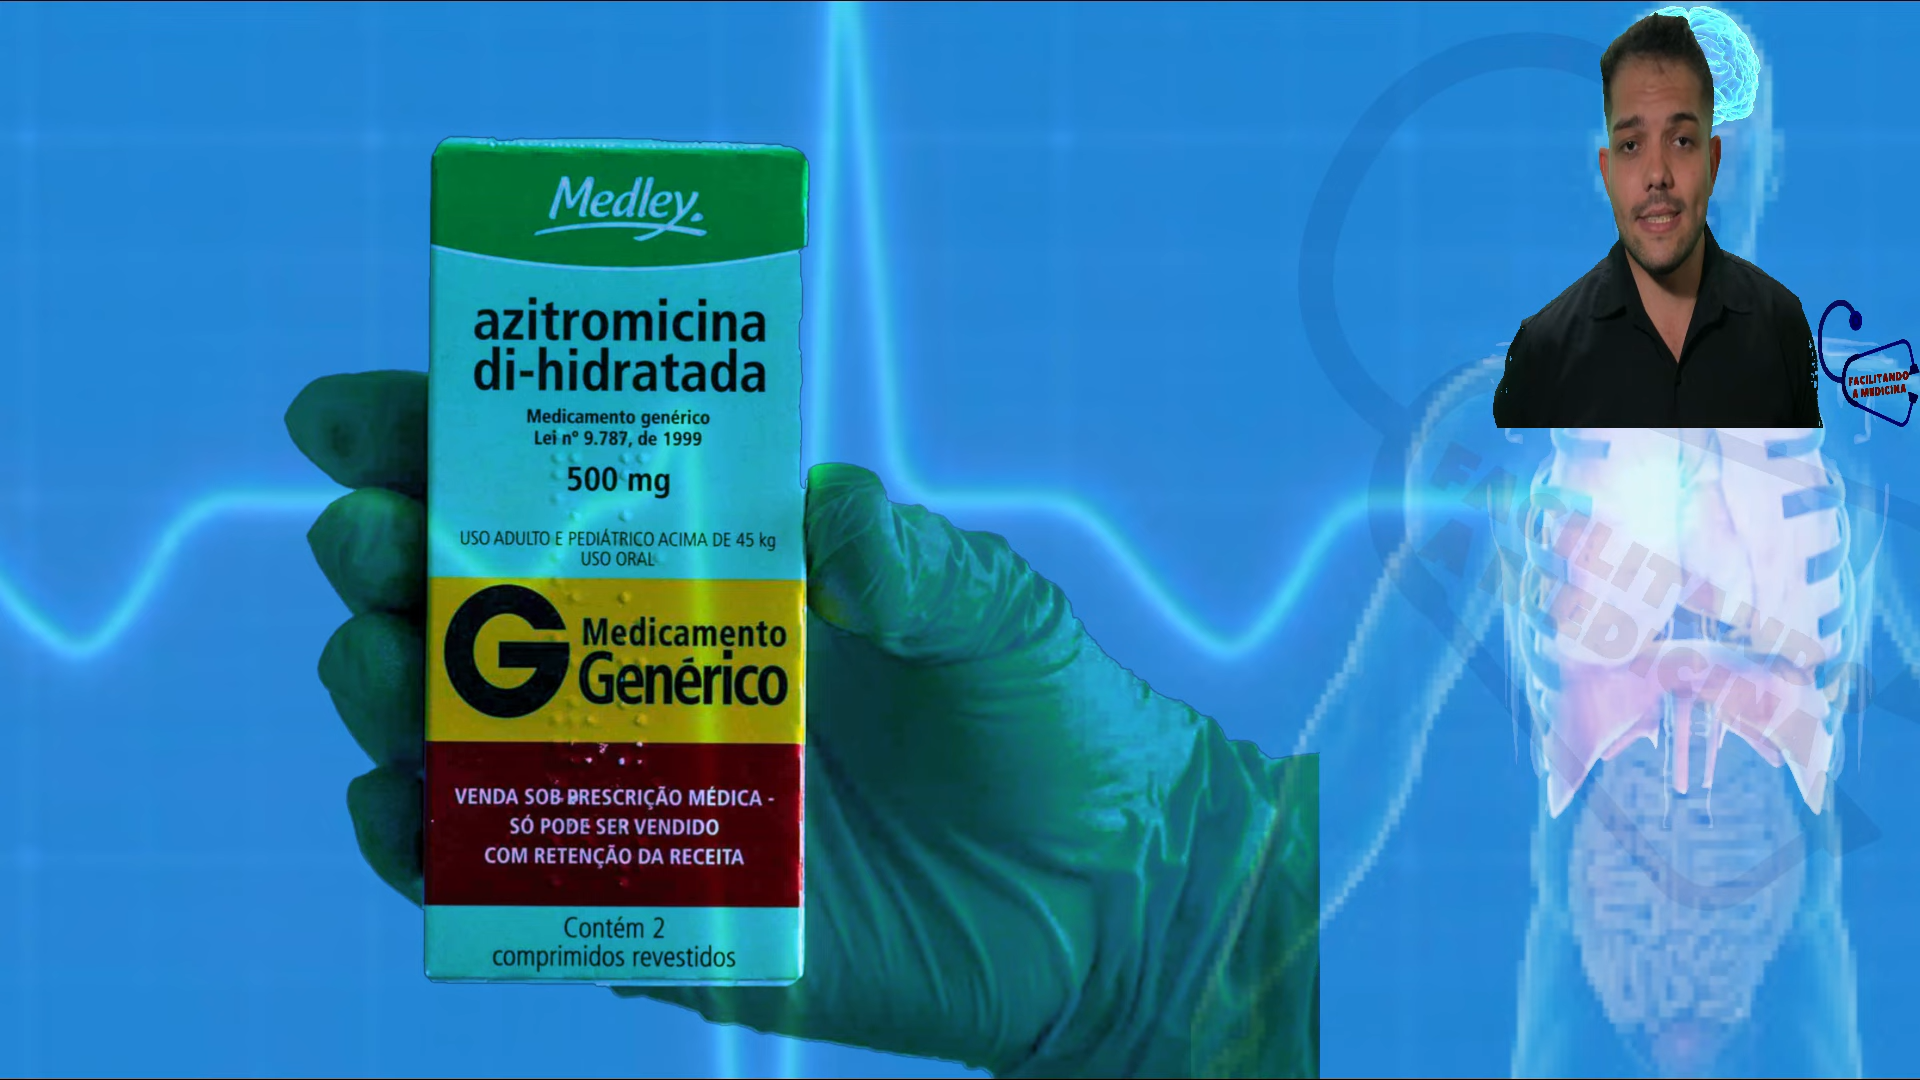 Medley.
azitromicina
di-hidratada
Medicamento genérico
Lei nº 9.787, de 1999
500 mg
USO ADULTO E PEDIÁTRICO ACIMA DE 45 kg
USO ORAL
G Medicamento
Genérico
VENDA SOB PRESCRIÇÃO MÉDICA -
SÓ PODE SER VENDIDO
COM RETENÇÃO DA RECEITA
Contém 2
comprimidos revestidos
FACILITANDO
A MEDICINA
FACILITANDO
A MEDICINA